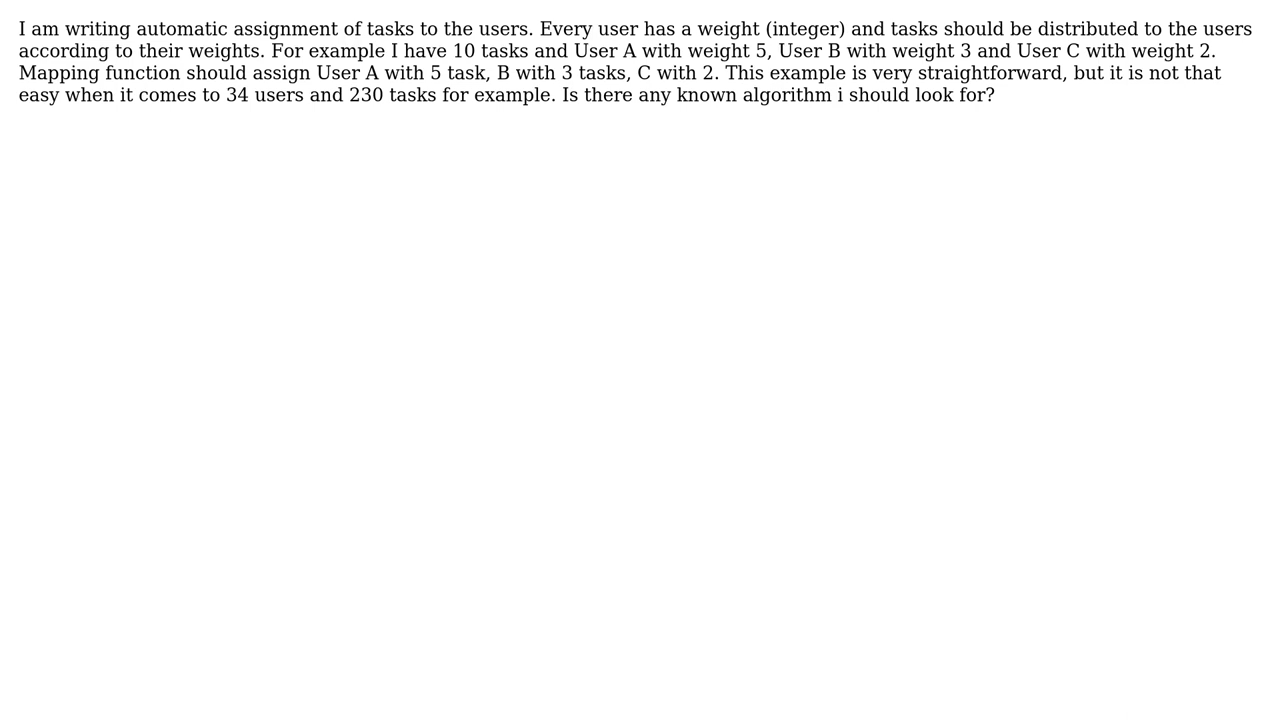 I am writing automatic assignment of tasks to the users. Every user has a weight (integer) and tasks should be distributed to the users
according to their weights. For example I have 10 tasks and User A with weight 5, User B with weight 3 and User C with weight 2.
Mapping function should assign User A with 5 task, B with 3 tasks, C with 2. This example is very straightforward, but it is not that
easy when it comes to 34 users and 230 tasks for example. Is there any known algorithm i should look for?